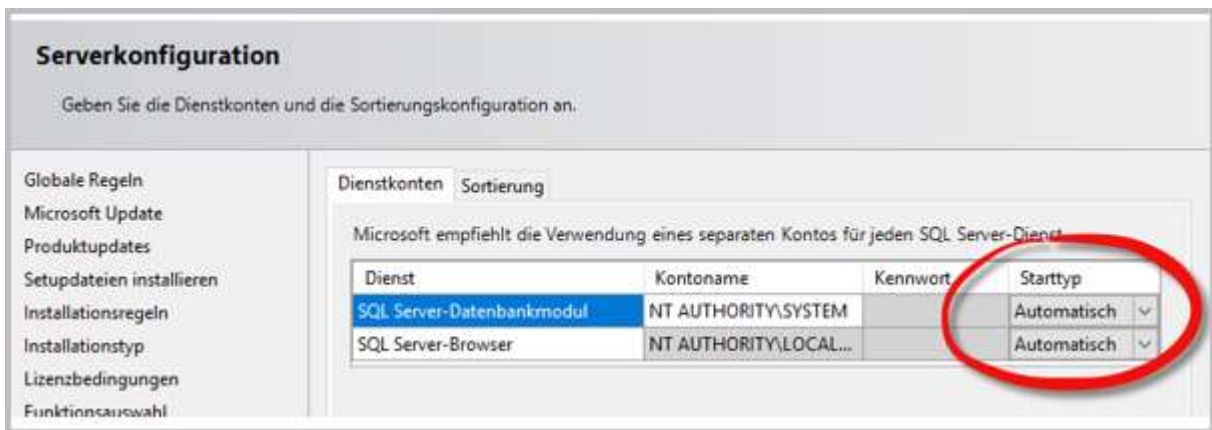 Serverkonfiguration
Geben Sie die Dienstkonten und die Sortierungskonfiguration an.
Globale Regeln
Microsoft Update
Produktupdates
Setupdateien installieren
Installationsregeln
Installationstyp
Lizenzbedingungen
Funktionsauswahl
Dienstkonten Sortierung
Microsoft empfiehlt die Verwendung eines separaten Kontos für jeden SQL Server-Dienst
Dienst Kontoname Kennwort Starttyp
SQL Server-Datenbankmodul NT AUTHORITY\SYSTEM Automatisch
SQL Server-Browser NT AUTHORITY\LOCAL... Automatisch